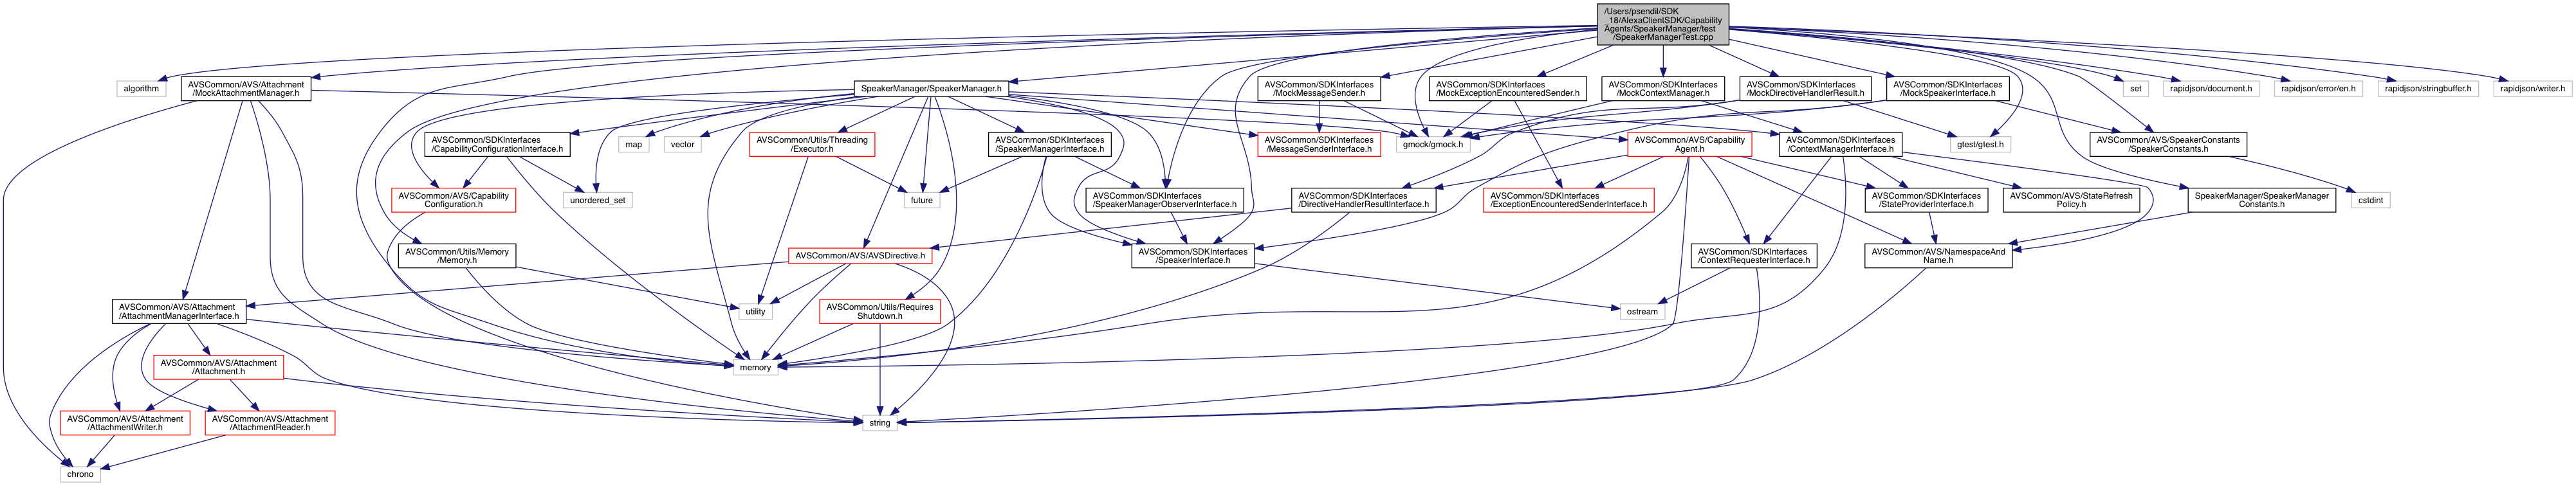 /Users/psendil/SDK
_18/AlexaClientSDK/Capability
Agents/SpeakerManager/test
/SpeakerManagerTest.cpp
algorithm
AVSCommon/AVS/Attachment
/MockAttachmentManager.h
SpeakerManager/SpeakerManager.h
AVSCommon/SDKInterfaces
/MockMessageSender.h
AVSCommon/SDKInterfaces
/MockExceptionEncounteredSender.h
AVSCommon/SDKInterfaces
/MockContextManager.h
AVSCommon/SDKInterfaces
/MockDirectiveHandlerResult.h
AVSCommon/SDKInterfaces
/MockSpeakerInterface.h
set
rapidjson/document.h
rapidjson/error/en.h
rapidjson/stringbuffer.h
rapidjson/writer.h
AVSCommon/SDKInterfaces
/CapabilityConfigurationInterface.h
map
vector
AVSCommon/Utils/Threading
/Executor.h
AVSCommon/SDKInterfaces
/SpeakerManagerInterface.h
AVSCommon/SDKInterfaces
/MessageSenderInterface.h
gmock/gmock.h
AVSCommon/AVS/Capability
Agent.h
AVSCommon/SDKInterfaces
/ContextManagerInterface.h
gtest/gtest.h
AVSCommon/AVS/SpeakerConstants
/SpeakerConstants.h
AVSCommon/AVS/Capability
Configuration.h
unordered_set
future
AVSCommon/SDKInterfaces
/SpeakerManagerObserverInterface.h
AVSCommon/SDKInterfaces
/DirectiveHandlerResultInterface.h
AVSCommon/SDKInterfaces
/ExceptionEncounteredSenderInterface.h
AVSCommon/SDKInterfaces
/StateProviderInterface.h
AVSCommon/AVS/StateRefresh
Policy.h
SpeakerManager/SpeakerManager
Constants.h
cstdint
AVSCommon/Utils/Memory
/Memory.h
AVSCommon/AVS/AVSDirective.h
AVSCommon/SDKInterfaces
/SpeakerInterface.h
AVSCommon/SDKInterfaces
/ContextRequesterInterface.h
AVSCommon/AVS/NamespaceAnd
Name.h
AVSCommon/AVS/Attachment
/AttachmentManagerInterface.h
utility
AVSCommon/Utils/Requires
Shutdown.h
ostream
AVSCommon/AVS/Attachment
/Attachment.h
memory
AVSCommon/AVS/Attachment
/AttachmentWriter.h
AVSCommon/AVS/Attachment
/AttachmentReader.h
string
chrono